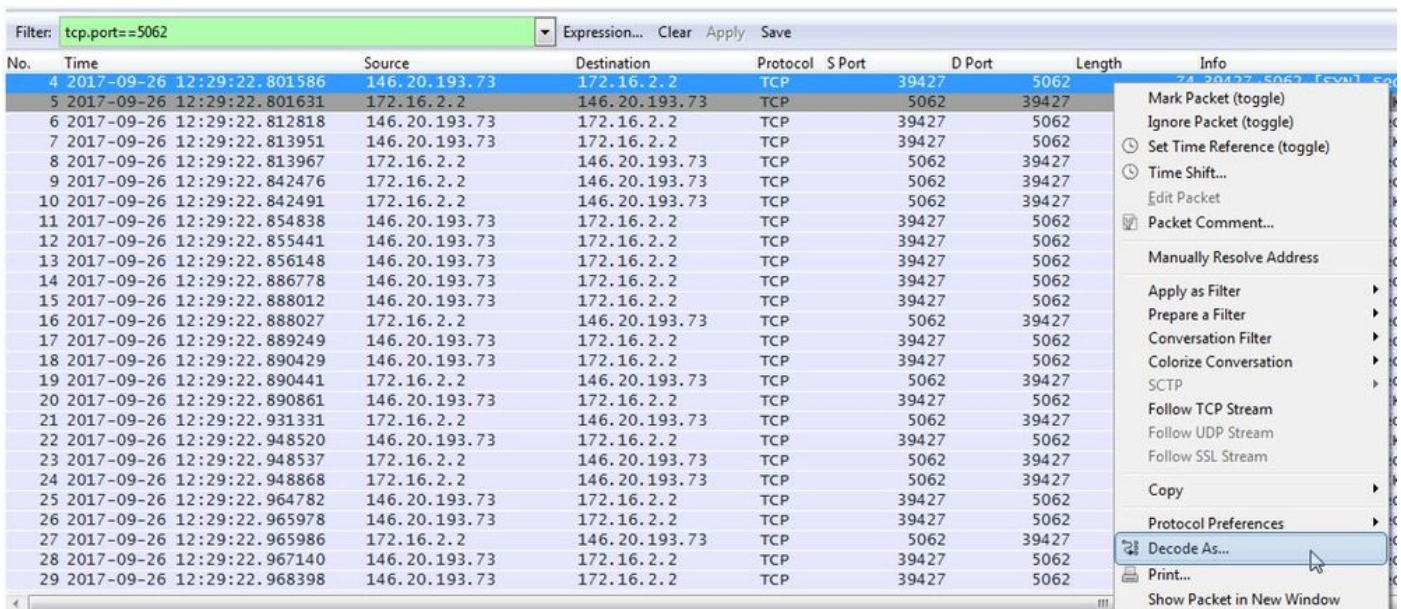 Filter: tcp.port==5062 Expression... Clear Apply Save
No. Time Source Destination Protocol S Port D Port Length Info
4 2017-09-26 12:29:22.801586 146.20.193.73 172.16.2.2 TCP 39427 5062 74 39427→5062 [SYN] Seq
5 2017-09-26 12:29:22.801631 172.16.2.2 146.20.193.73 TCP 5062 39427
6 2017-09-26 12:29:22.812818 146.20.193.73 172.16.2.2 TCP 39427 5062
7 2017-09-26 12:29:22.813951 146.20.193.73 172.16.2.2 TCP 39427 5062
8 2017-09-26 12:29:22.813967 172.16.2.2 146.20.193.73 TCP 5062 39427
9 2017-09-26 12:29:22.842476 172.16.2.2 146.20.193.73 TCP 5062 39427
10 2017-09-26 12:29:22.842491 172.16.2.2 146.20.193.73 TCP 5062 39427
11 2017-09-26 12:29:22.854838 146.20.193.73 172.16.2.2 TCP 39427 5062
12 2017-09-26 12:29:22.855441 146.20.193.73 172.16.2.2 TCP 39427 5062
13 2017-09-26 12:29:22.856148 146.20.193.73 172.16.2.2 TCP 39427 5062
14 2017-09-26 12:29:22.886778 146.20.193.73 172.16.2.2 TCP 39427 5062
15 2017-09-26 12:29:22.888012 146.20.193.73 172.16.2.2 TCP 39427 5062
16 2017-09-26 12:29:22.888027 172.16.2.2 146.20.193.73 TCP 5062 39427
17 2017-09-26 12:29:22.889249 146.20.193.73 172.16.2.2 TCP 39427 5062
18 2017-09-26 12:29:22.890429 146.20.193.73 172.16.2.2 TCP 39427 5062
19 2017-09-26 12:29:22.890441 172.16.2.2 146.20.193.73 TCP 5062 39427
20 2017-09-26 12:29:22.890861 146.20.193.73 172.16.2.2 TCP 39427 5062
21 2017-09-26 12:29:22.931331 172.16.2.2 146.20.193.73 TCP 5062 39427
22 2017-09-26 12:29:22.948520 146.20.193.73 172.16.2.2 TCP 39427 5062
23 2017-09-26 12:29:22.948537 172.16.2.2 146.20.193.73 TCP 5062 39427
24 2017-09-26 12:29:22.948868 172.16.2.2 146.20.193.73 TCP 5062 39427
25 2017-09-26 12:29:22.964782 146.20.193.73 172.16.2.2 TCP 39427 5062
26 2017-09-26 12:29:22.965978 146.20.193.73 172.16.2.2 TCP 39427 5062
27 2017-09-26 12:29:22.965986 172.16.2.2 146.20.193.73 TCP 5062 39427
28 2017-09-26 12:29:22.967140 146.20.193.73 172.16.2.2 TCP 39427 5062
29 2017-09-26 12:29:22.968398 146.20.193.73 172.16.2.2 TCP 39427 5062
Mark Packet (toggle)
Ignore Packet (toggle)
Set Time Reference (toggle)
Time Shift...
Edit Packet
Packet Comment...
Manually Resolve Address
Apply as Filter
Prepare a Filter
Conversation Filter
Colorize Conversation
SCTP
Follow TCP Stream
Follow UDP Stream
Follow SSL Stream
Copy
Protocol Preferences
Decode As...
Print...
Show Packet in New Window